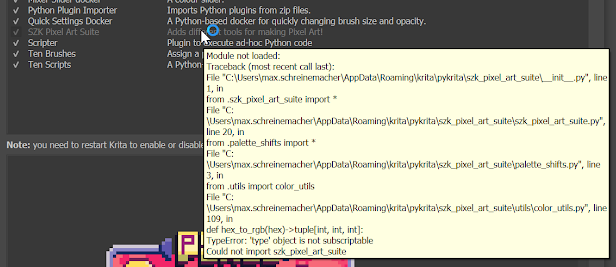 Mixer Slider docker A colour slider.
✓ Python Plugin Importer Imports Python plugins from zip files.
✓ Quick Settings Docker A Python-based docker for quickly changing brush size and opacity.
✓ SZK Pixel Art Suite Adds different tools for making Pixel Art!
✓ Scripter Plugin to execute ad-hoc Python code
✓ Ten Brushes Assign a
✓ Ten Scripts A Python-
Module not loaded:
Traceback (most recent call last):
File "C:\Users\max.schreinemacher\AppData\Roaming\krita\pykrita\szk_pixel_art_suite\__init__.py", line
1, in
from .szk_pixel_art_suite import *
File "C:
\Users\max.schreinemacher\AppData\Roaming\krita\pykrita\szk_pixel_art_suite\szk_pixel_art_suite.py",
line 20, in
from .palette_shifts import *
File "C:
\Users\max.schreinemacher\AppData\Roaming\krita\pykrita\szk_pixel_art_suite\palette_shifts.py", line
3, in
from .utils import color_utils
File "C:
\Users\max.schreinemacher\AppData\Roaming\krita\pykrita\szk_pixel_art_suite\utils\color_utils.py", line
109, in
def hex_to_rgb(hex)->tuple[int, int, int]:
TypeError: 'type' object is not subscriptable
Could not import szk_pixel_art_suite
Note: you need to restart Krita to enable or disable
P